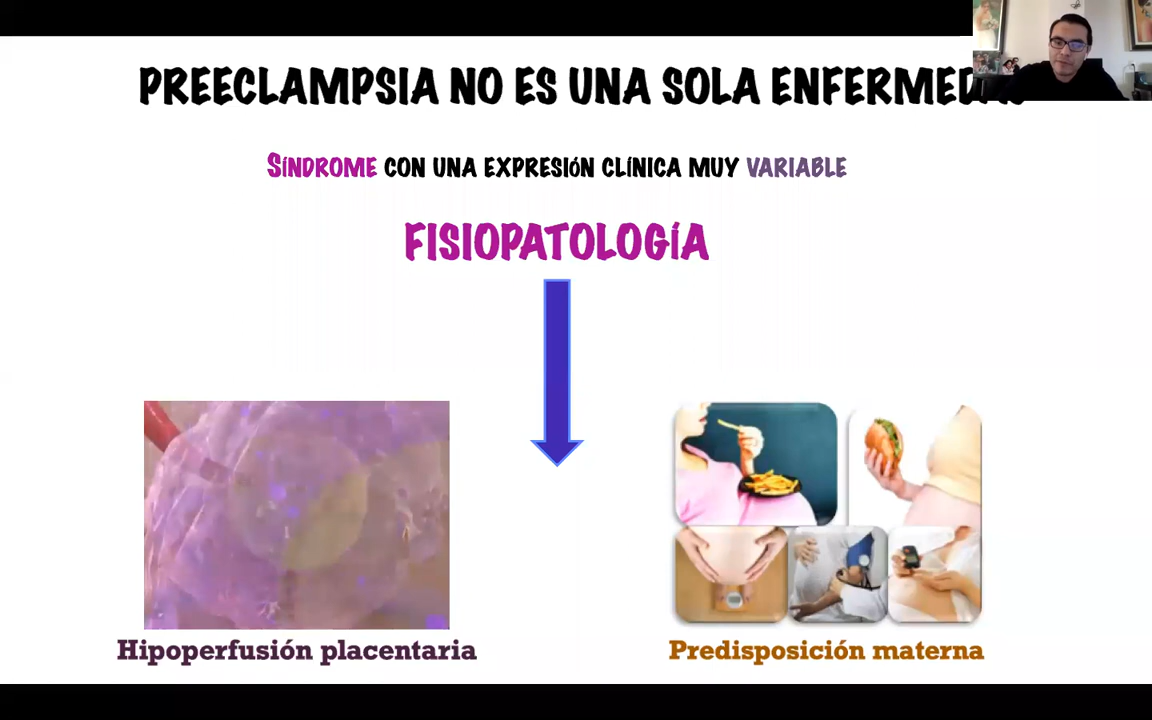 PREECLAMPSIA NO ES UNA SOLA
SÍNDROME CON UNA EXPRESIÓN CLÍNICA MUY VARIABLE
FISIOPATOLOGÍA
Hipoperfusión placentaria
Predisposición materna